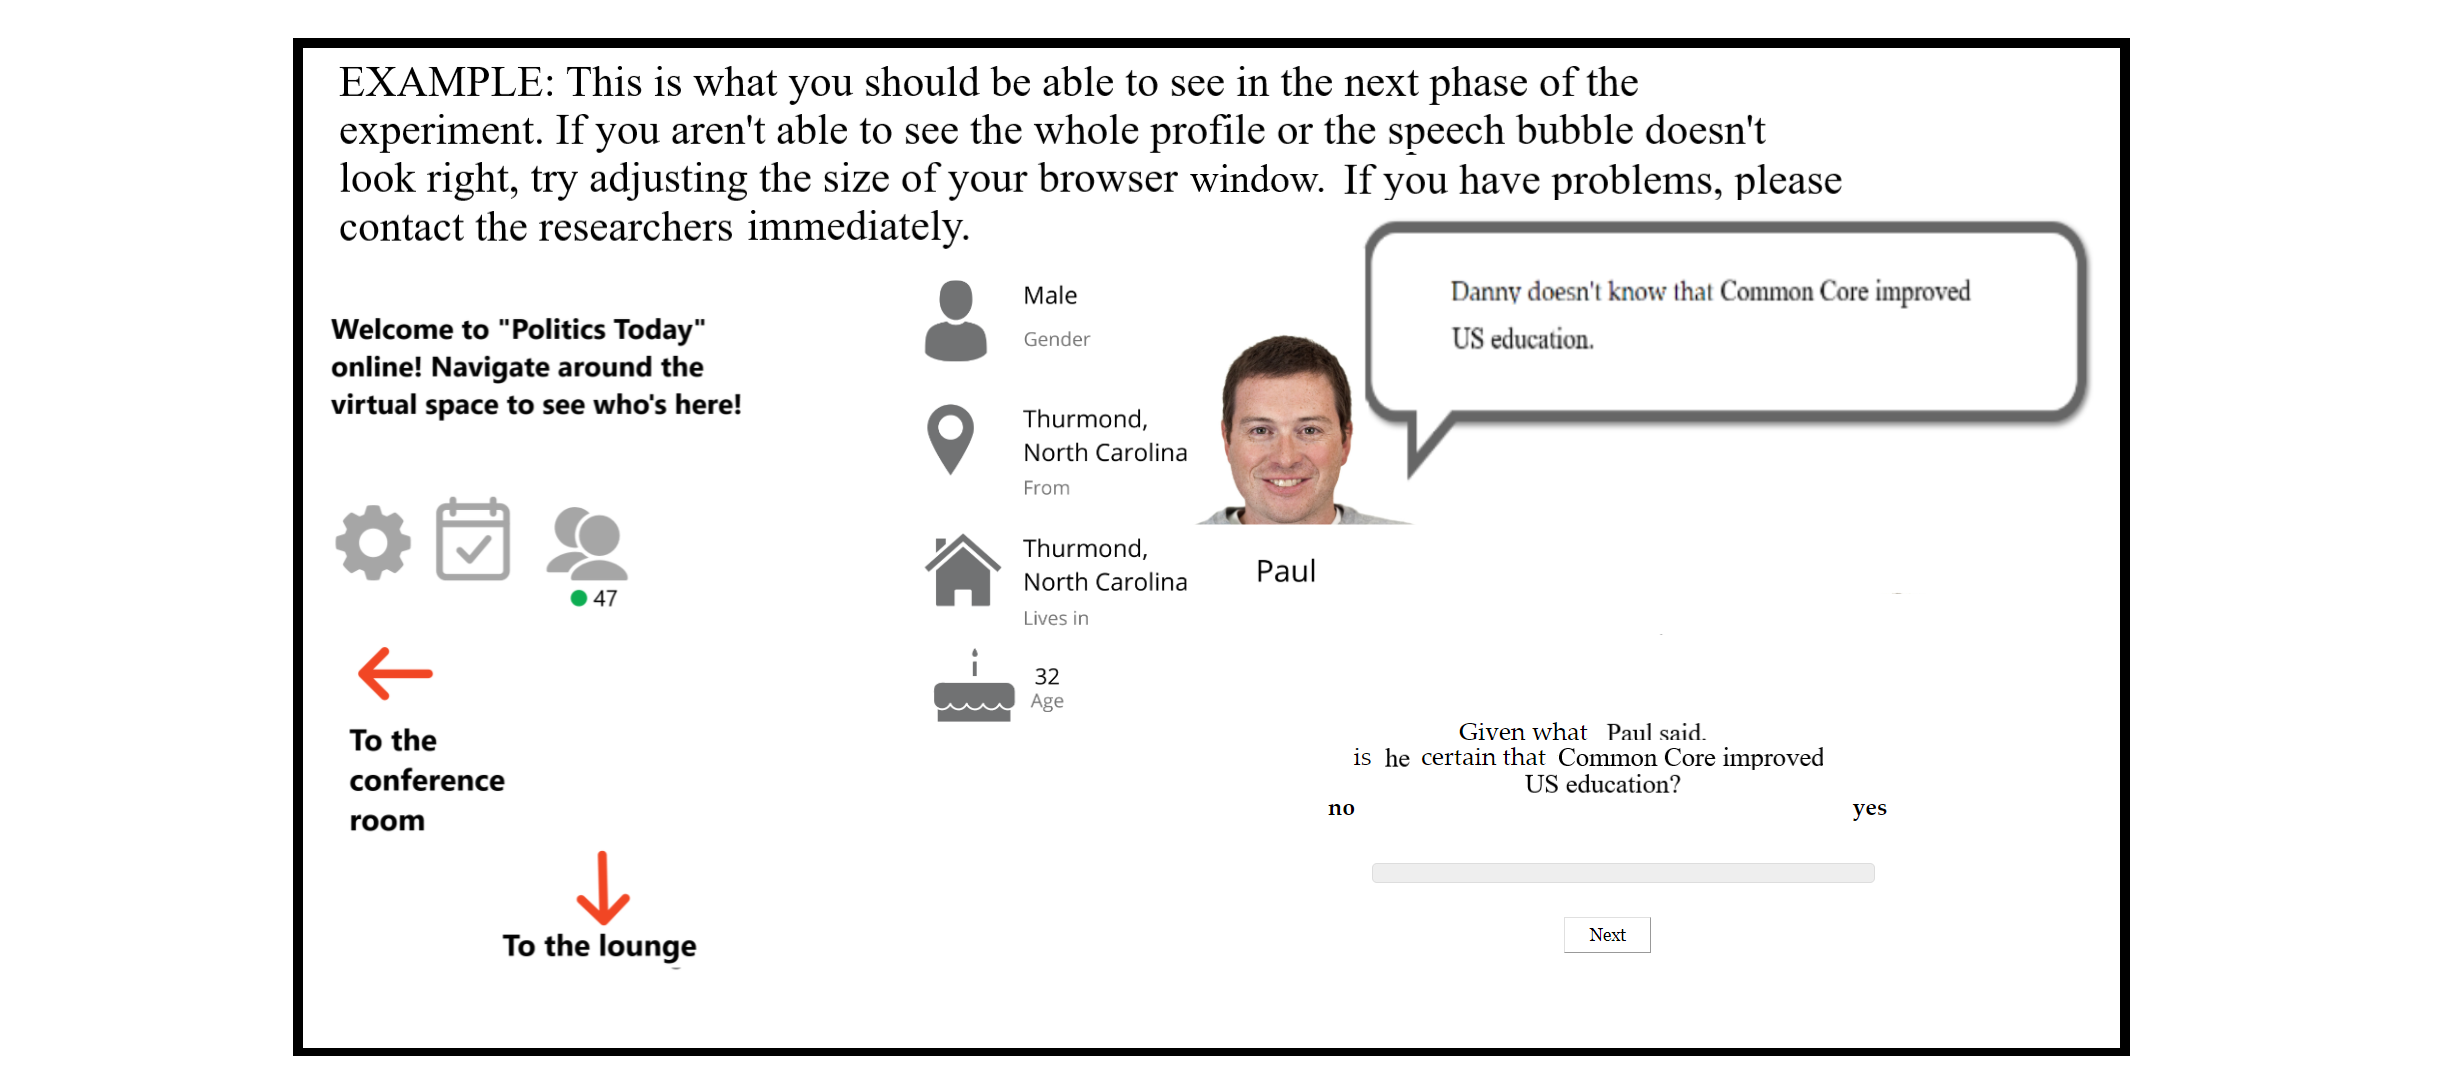 EXAMPLE: This is what you should be able to see in the next phase of the
experiment. If you aren't able to see the whole profile or the speech bubble doesn't
look right, try adjusting the size of your browser window. If you have problems, please
contact the researchers immediately.
Welcome to "Politics Today"
online! Navigate around the
virtual space to see who's here!
47
To the
conference
room
To the lounge
Male
Gender
Thurmond,
North Carolina
From
Thurmond,
North Carolina
Lives in
32
Age
Paul
Danny doesn't know that Common Core improved
US education.
Given what Paul said,
is he certain that Common Core improved
US education?
no yes
Next